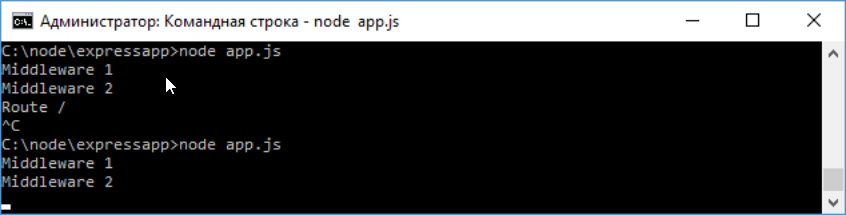 Администратор: Командная строка - node app.js
C:\node\expressapp>node app.js
Middleware 1
Middleware 2
Route /
^C
C:\node\expressapp>node app.js
Middleware 1
Middleware 2